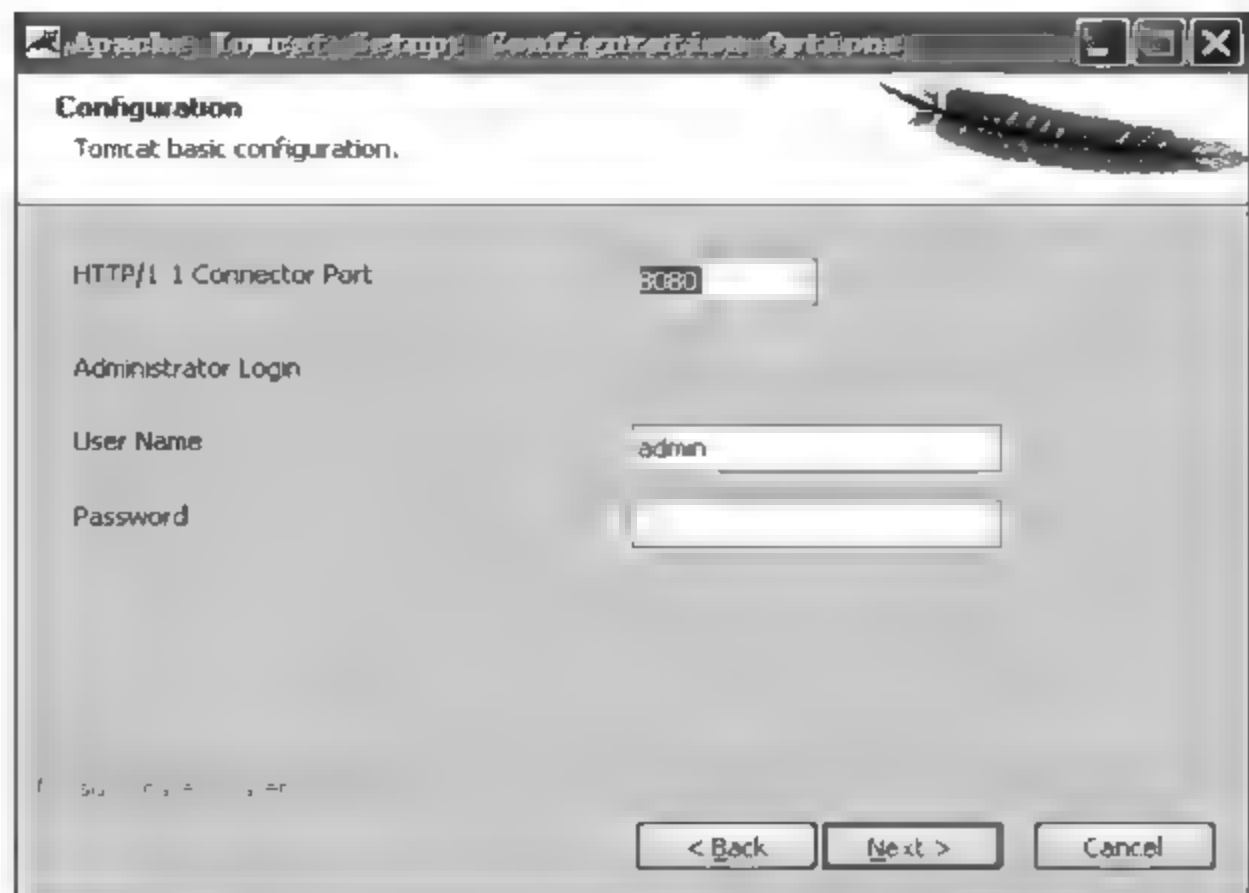 Apache Tomcat Setup: Configuration Options
Configuration
Tomcat basic configuration.
HTTP/1 1 Connector Port 8080
Administrator Login
User Name admin
Password
< Back Next > Cancel